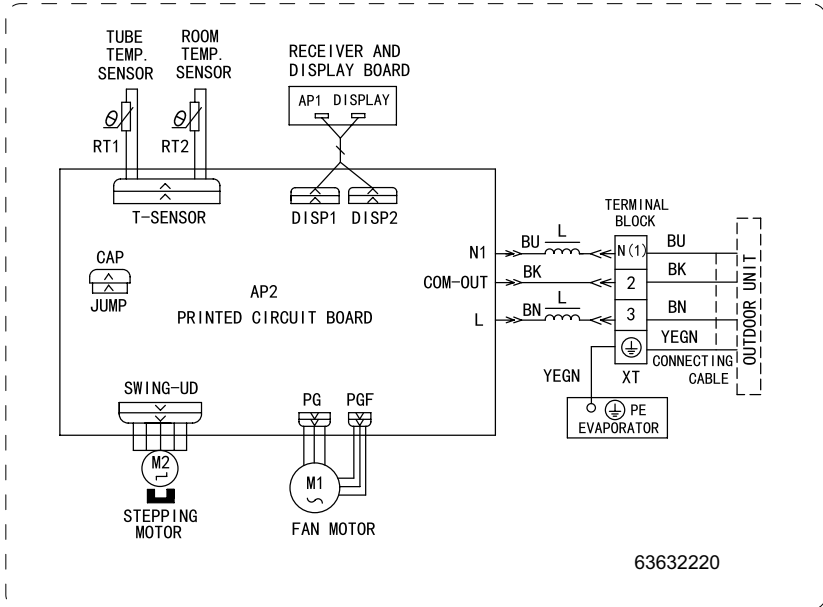 TUBE
TEMP.
SENSOR
ROOM
TEMP.
SENSOR
RECEIVER AND
DISPLAY BOARD
AP1 DISPLAY
θ
RT1
θ
RT2
T-SENSOR
DISP1 DISP2
CAP
JUMP
AP2
PRINTED CIRCUIT BOARD
N1
COM-OUT
L
BU
L
BK
BN
L
TERMINAL
BLOCK
N(1)
2
3
XT
BU
BK
BN
YEGN
CONNECTING
CABLE
OUTDOOR UNIT
YEGN
PE
EVAPORATOR
SWING-UD
M2
STEPPING
MOTOR
PG PGF
M1
FAN MOTOR
63632220